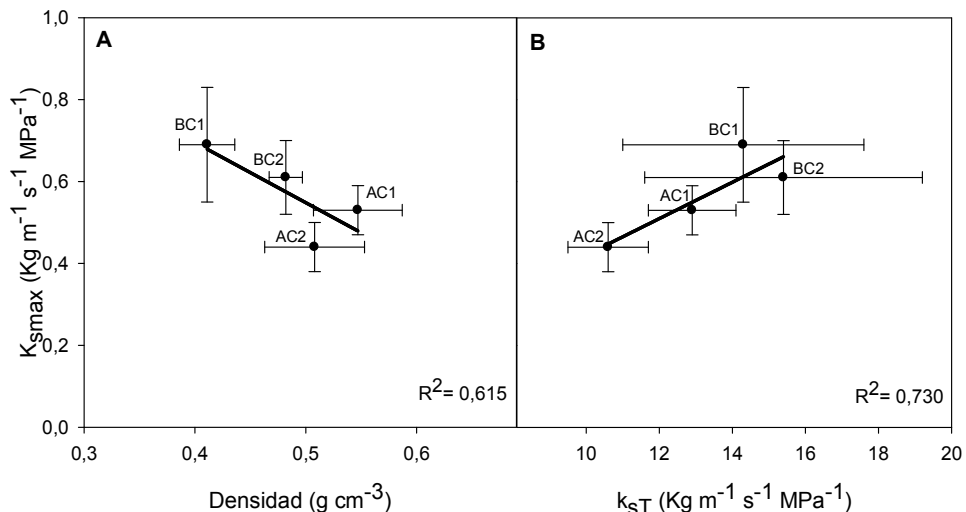 K_smax (Kg m⁻¹ s⁻¹ MPa⁻¹)
1,0
0,8
0,6
0,4
0,2
0,0
A
BC1
BC2
AC1
AC2
R²= 0,615
0,3
0,4
0,5
0,6
Densidad (g cm⁻³)
B
BC1
BC2
AC1
AC2
R²= 0,730
10
12
14
16
18
20
k_sT (Kg m⁻¹ s⁻¹ MPa⁻¹)